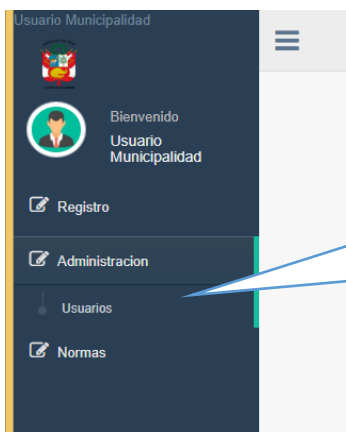 Usuario Municipalidad
Bienvenido
Usuario
Municipalidad
Registro
Administracion
Usuarios
Normas